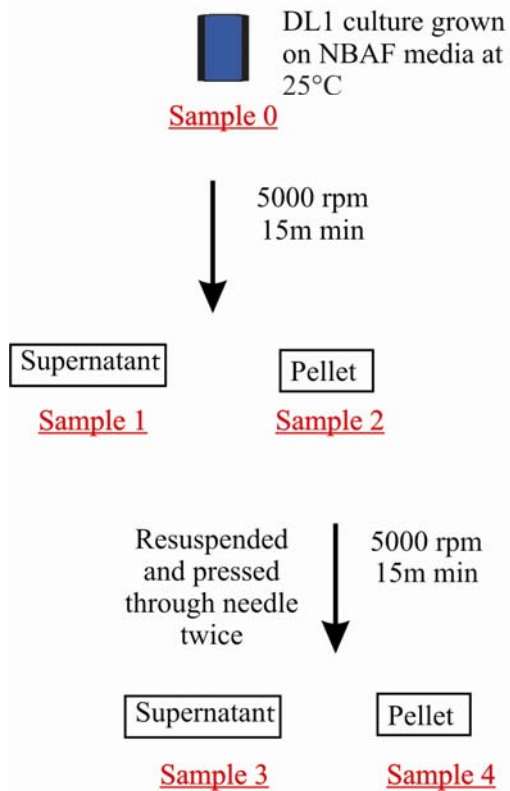 DL1 culture grown
on NBAF media at
25°C
Sample 0
5000 rpm
15m min
Supernatant
Pellet
Sample 1
Sample 2
Resuspended
and pressed
through needle
twice
5000 rpm
15m min
Supernatant
Pellet
Sample 3
Sample 4